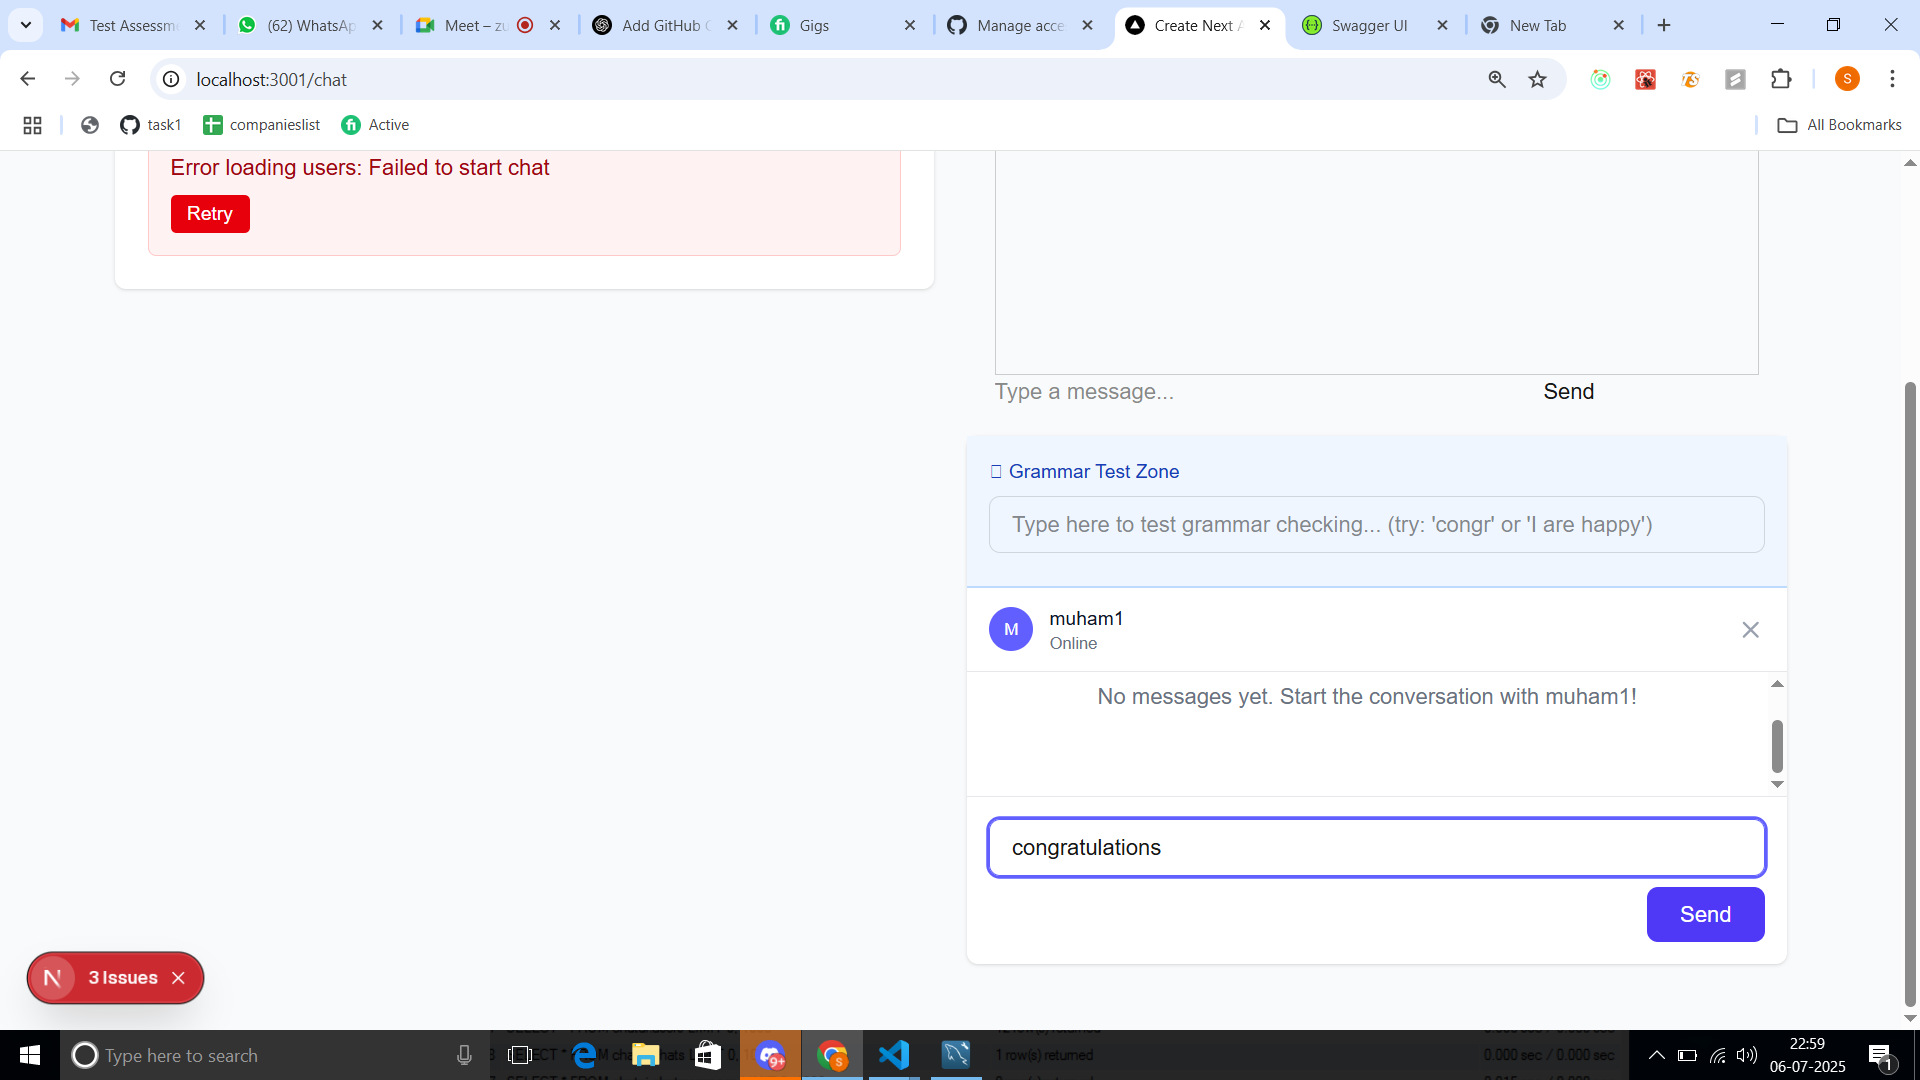 Test Assessm
(62) WhatsAp
Meet – zu
Add GitHub C
Gigs
Manage acce
Create Next A
Swagger UI
New Tab
localhost:3001/chat
S
task1
companieslist
Active
All Bookmarks
Error loading users: Failed to start chat
Retry
Type a message...
Send
Grammar Test Zone
Type here to test grammar checking... (try: 'congr' or 'I are happy')
M
muham1
Online
No messages yet. Start the conversation with muham1!
congratulations
Send
N
3 Issues
Type here to search
9+
1 row(s) returned
0.000 sec / 0.000 sec
22:59
06-07-2025
1